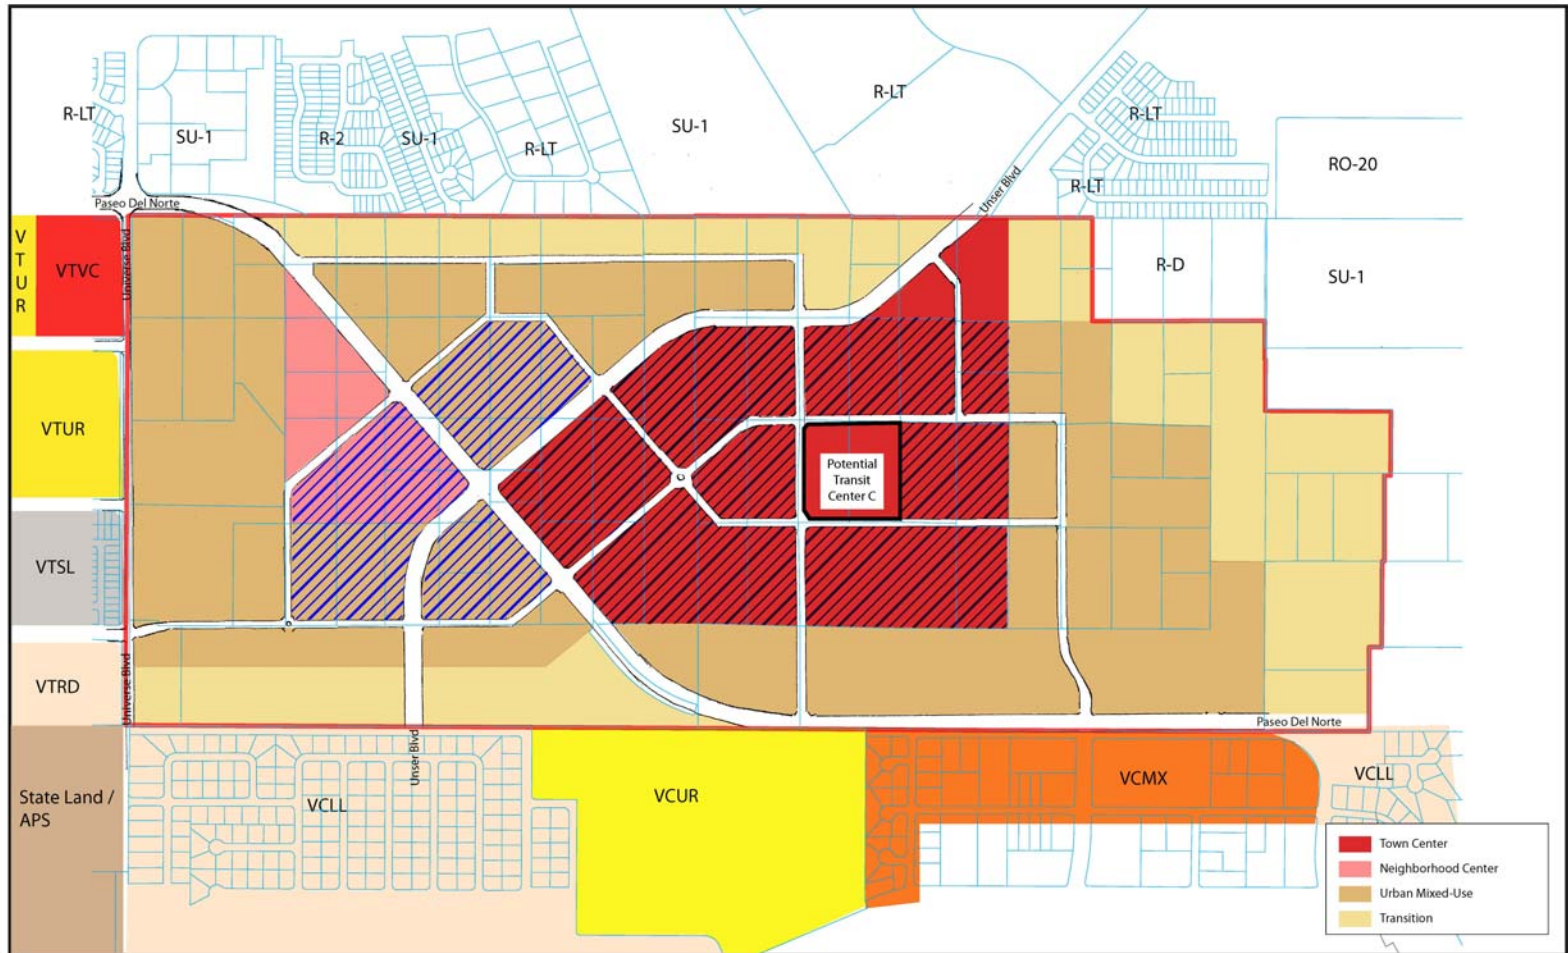 R-LT
SU-1
R-2
SU-1
R-LT
SU-1
R-LT
R-LT
R-LT
RO-20
Paseo Del Norte
Unser Blvd
V
T
U
R
VTVC
Universe Blvd
R-D
SU-1
VTUR
Potential
Transit
Center C
VTSL
VTRD
Universe Blvd
Paseo Del Norte
State Land /
APS
VCLL
Unser Blvd
VCUR
VCMX
VCLL
Town Center
Neighborhood Center
Urban Mixed-Use
Transition